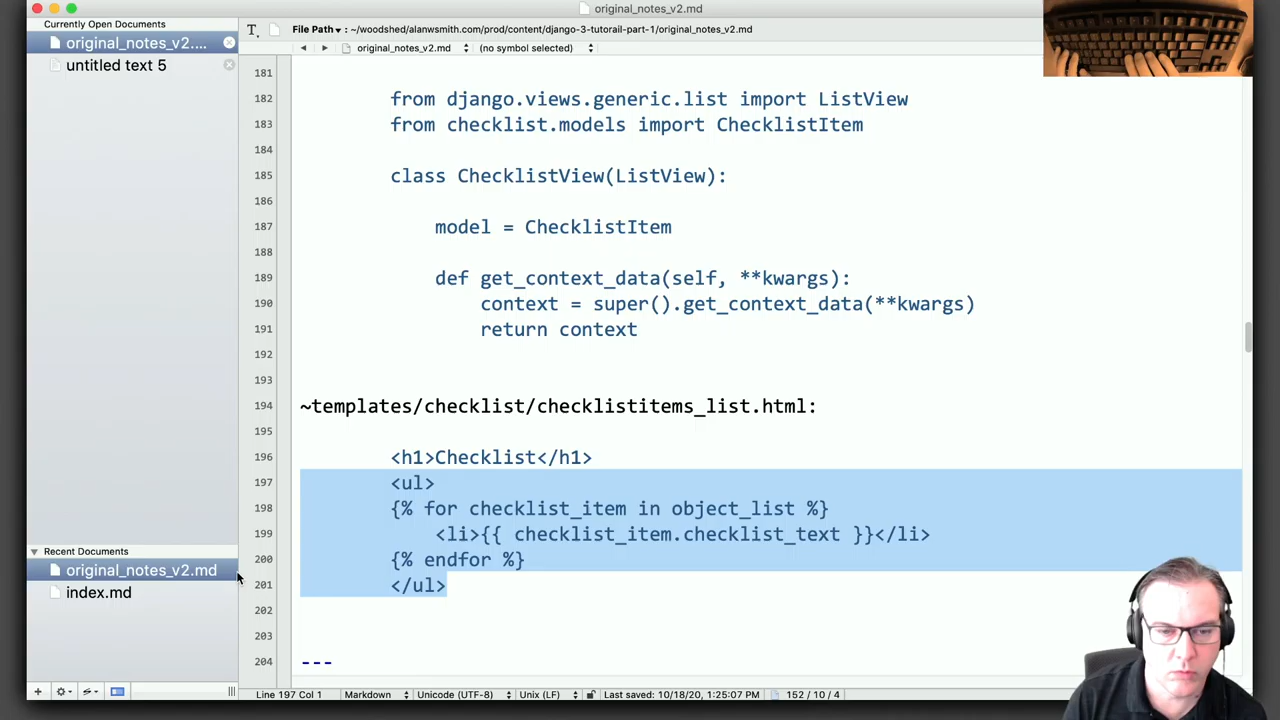 original_notes_v2.md
Currently Open Documents
original_notes_v2....
untitled text 5
T
File Path ▾ : ~/woodshed/alanwsmith.com/prod/content/django-3-tutorail-part-1/original_notes_v2.md
original_notes_v2.md
(no symbol selected)
181
182 from django.views.generic.list import ListView
183 from checklist.models import ChecklistItem
184
185 class ChecklistView(ListView):
186
187 model = ChecklistItem
188
189 def get_context_data(self, **kwargs):
190 context = super().get_context_data(**kwargs)
191 return context
192
193
194 ~templates/checklist/checklistitems_list.html:
195
196 <h1>Checklist</h1>
197 <ul>
198 {% for checklist_item in object_list %}
199 <li>{{ checklist_item.checklist_text }}</li>
200 {% endfor %}
201 </ul>
202
203
204 ---
Recent Documents
original_notes_v2.md
index.md
Line 197 Col 1
Markdown
Unicode (UTF-8)
Unix (LF)
Last saved: 10/18/20, 1:25:07 PM
152 / 10 / 4